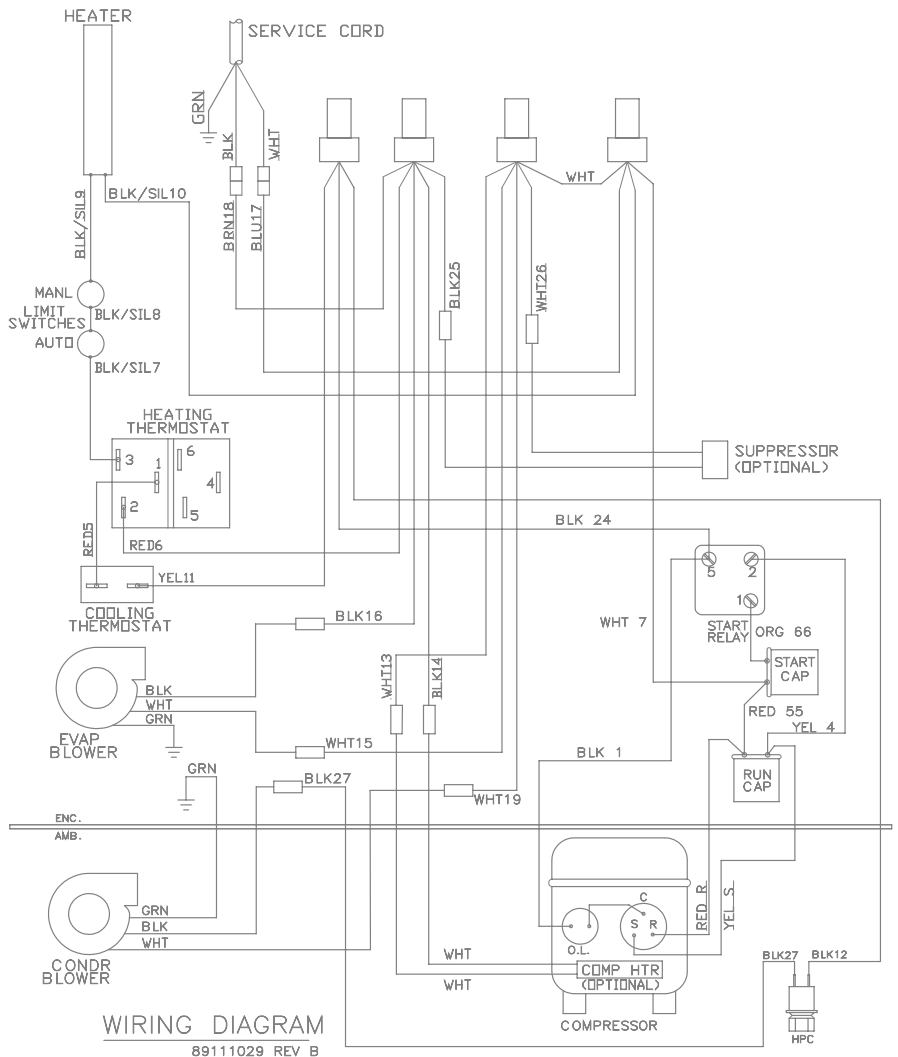 HEATER
SERVICE CORD
GRN
BLK
WHT
WHT
BLK/SIL9
BLK/SIL10
BRN18
BLU17
BLK25
WHT26
MANL
LIMIT
SWITCHES
BLK/SIL8
AUTO
BLK/SIL7
HEATING
THERMOSTAT
3
1
6
4
2
5
SUPPRESSOR
(OPTIONAL)
RED5
RED6
BLK 24
YEL11
COOLING
THERMOSTAT
5
2
1
START
RELAY
ORG 66
BLK16
WHT 7
START
CAP
WHT13
BLK14
BLK
WHT
GRN
EVAP
BLOWER
RED 55
YEL 4
WHT15
BLK 1
GRN
BLK27
RUN
CAP
WHT19
ENC.
AMB.
RED R
YEL S
C
S
R
O.L.
GRN
BLK
WHT
CONDR
BLOWER
WHT
WHT
COMP HTR
(OPTIONAL)
BLK27
BLK12
COMPRESSOR
HPC
WIRING DIAGRAM
89111029 REV B